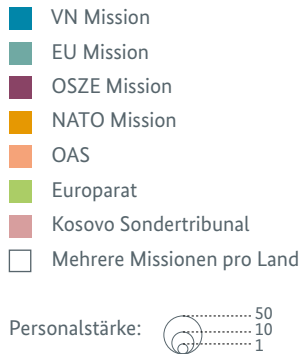 VN Mission
EU Mission
OSZE Mission
NATO Mission
OAS
Europarat
Kosovo Sondertribunal
Mehrere Missionen pro Land
Personalstärke:
50
10
1